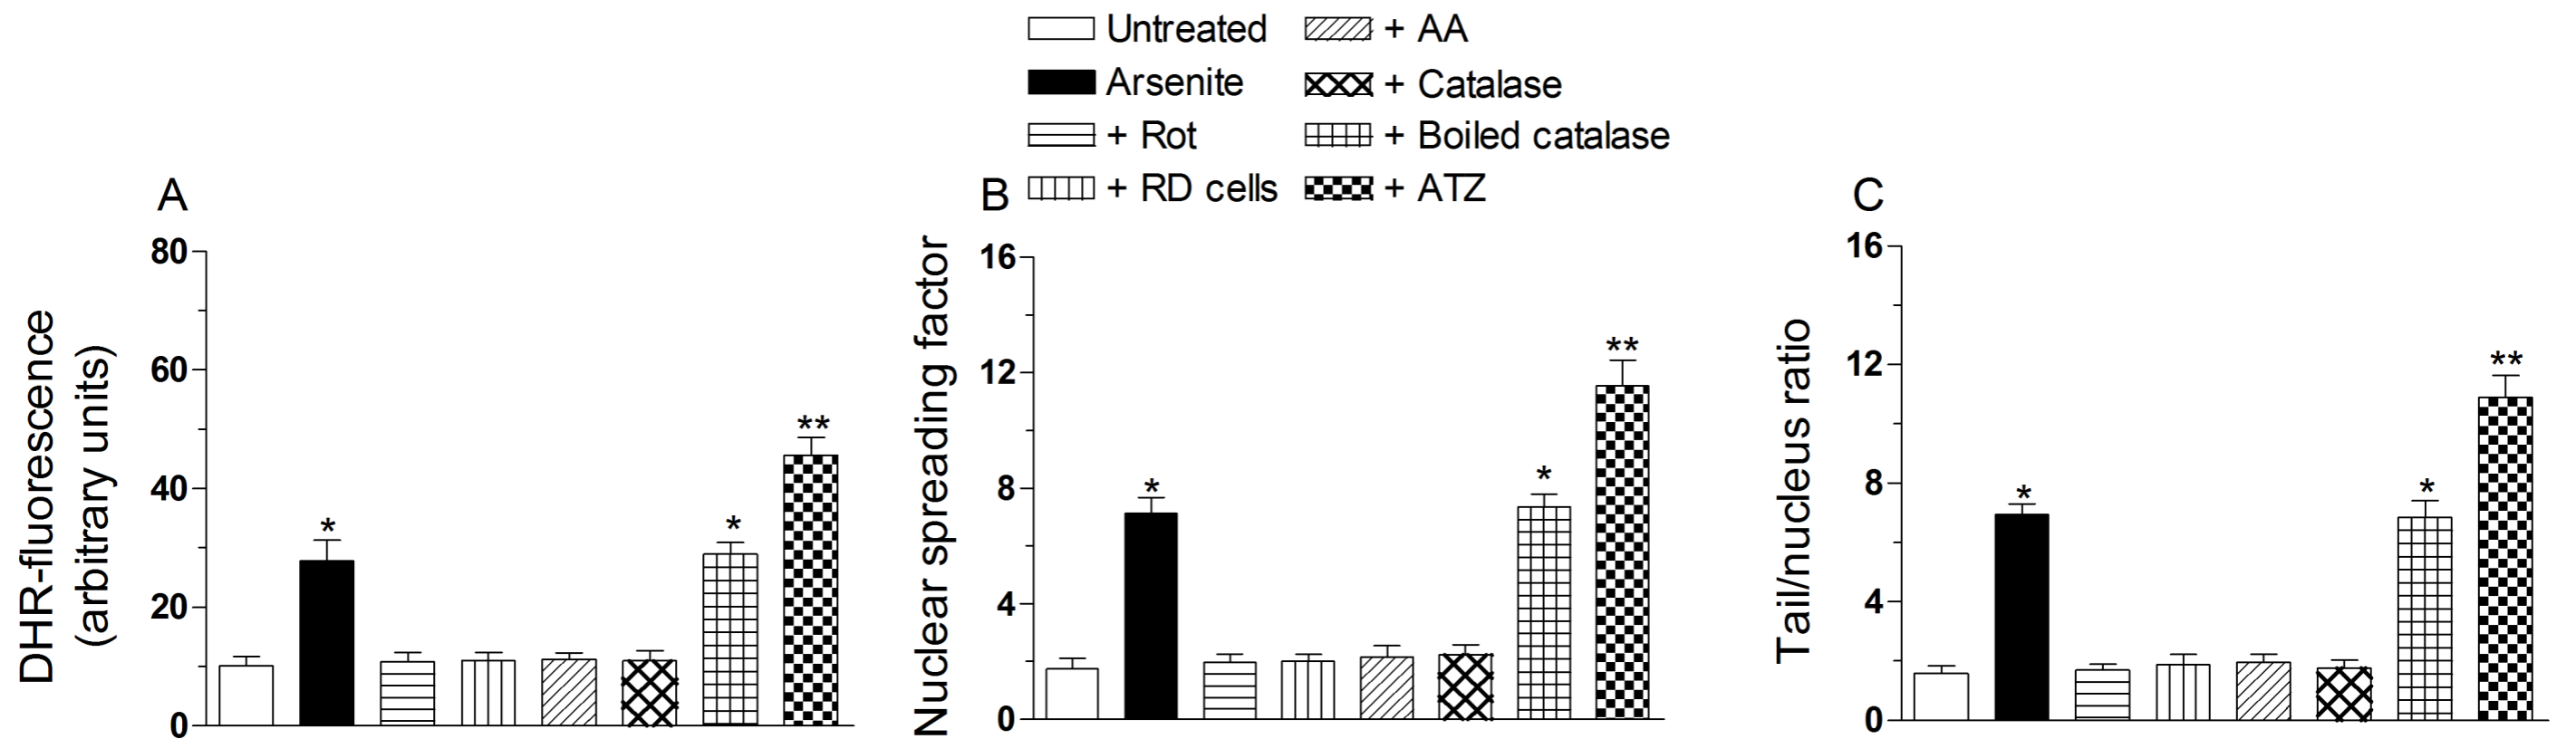 Untreated
Arsenite
+ Rot
+ RD cells
+ AA
+ Catalase
+ Boiled catalase
+ ATZ
A
DHR-fluorescence
(arbitrary units)
80
60
40
20
0
*
*
**
B
Nuclear spreading factor
16
12
8
4
0
*
*
**
C
Tail/nucleus ratio
16
12
8
4
0
*
*
**